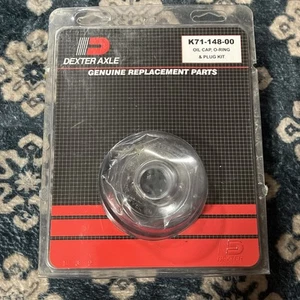 K71-148-00
OIL CAP, O-RING
& PLUG KIT
DEXTER AXLE
GENUINE REPLACEMENT PARTS